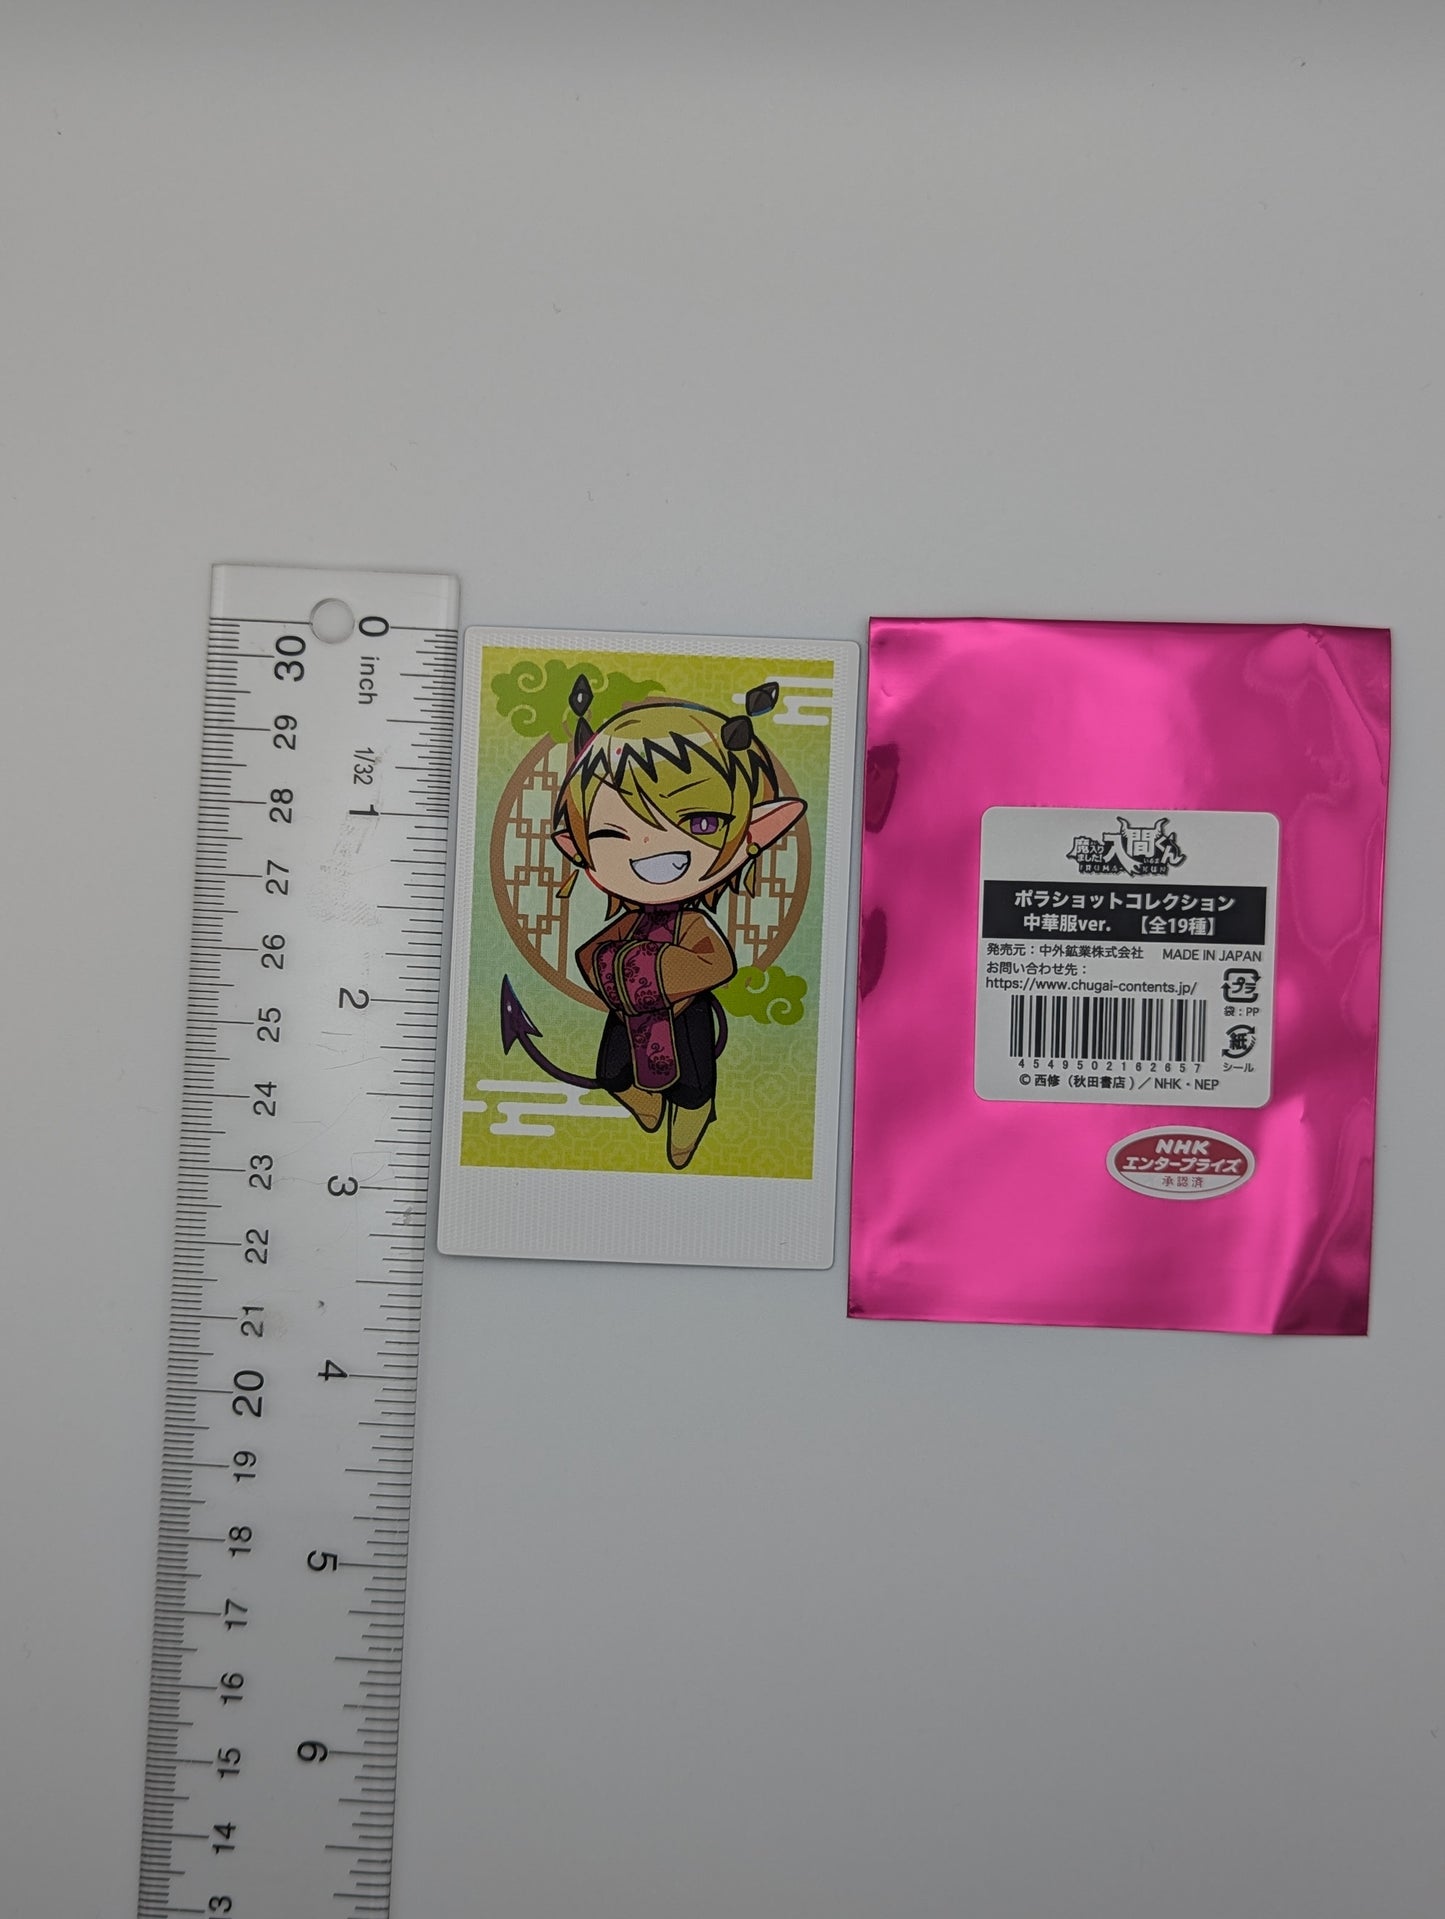 0
inch
1/32
1
2
3
4
5
6
30
29
28
27
26
25
24
23
22
21
20
19
18
17
16
15
14
13
魔入り
ました!
入間くん
いるま
IRUMA-KUN
ポラショットコレクション
中華服ver. 【全19種】
発売元:中外鉱業株式会社 MADE IN JAPAN
お問い合わせ先:
https://www.chugai-contents.jp/
プラ
袋:PP
紙
シール
4549502162657
©西修(秋田書店)/NHK・NEP
NHK
エンタープライズ
承認済